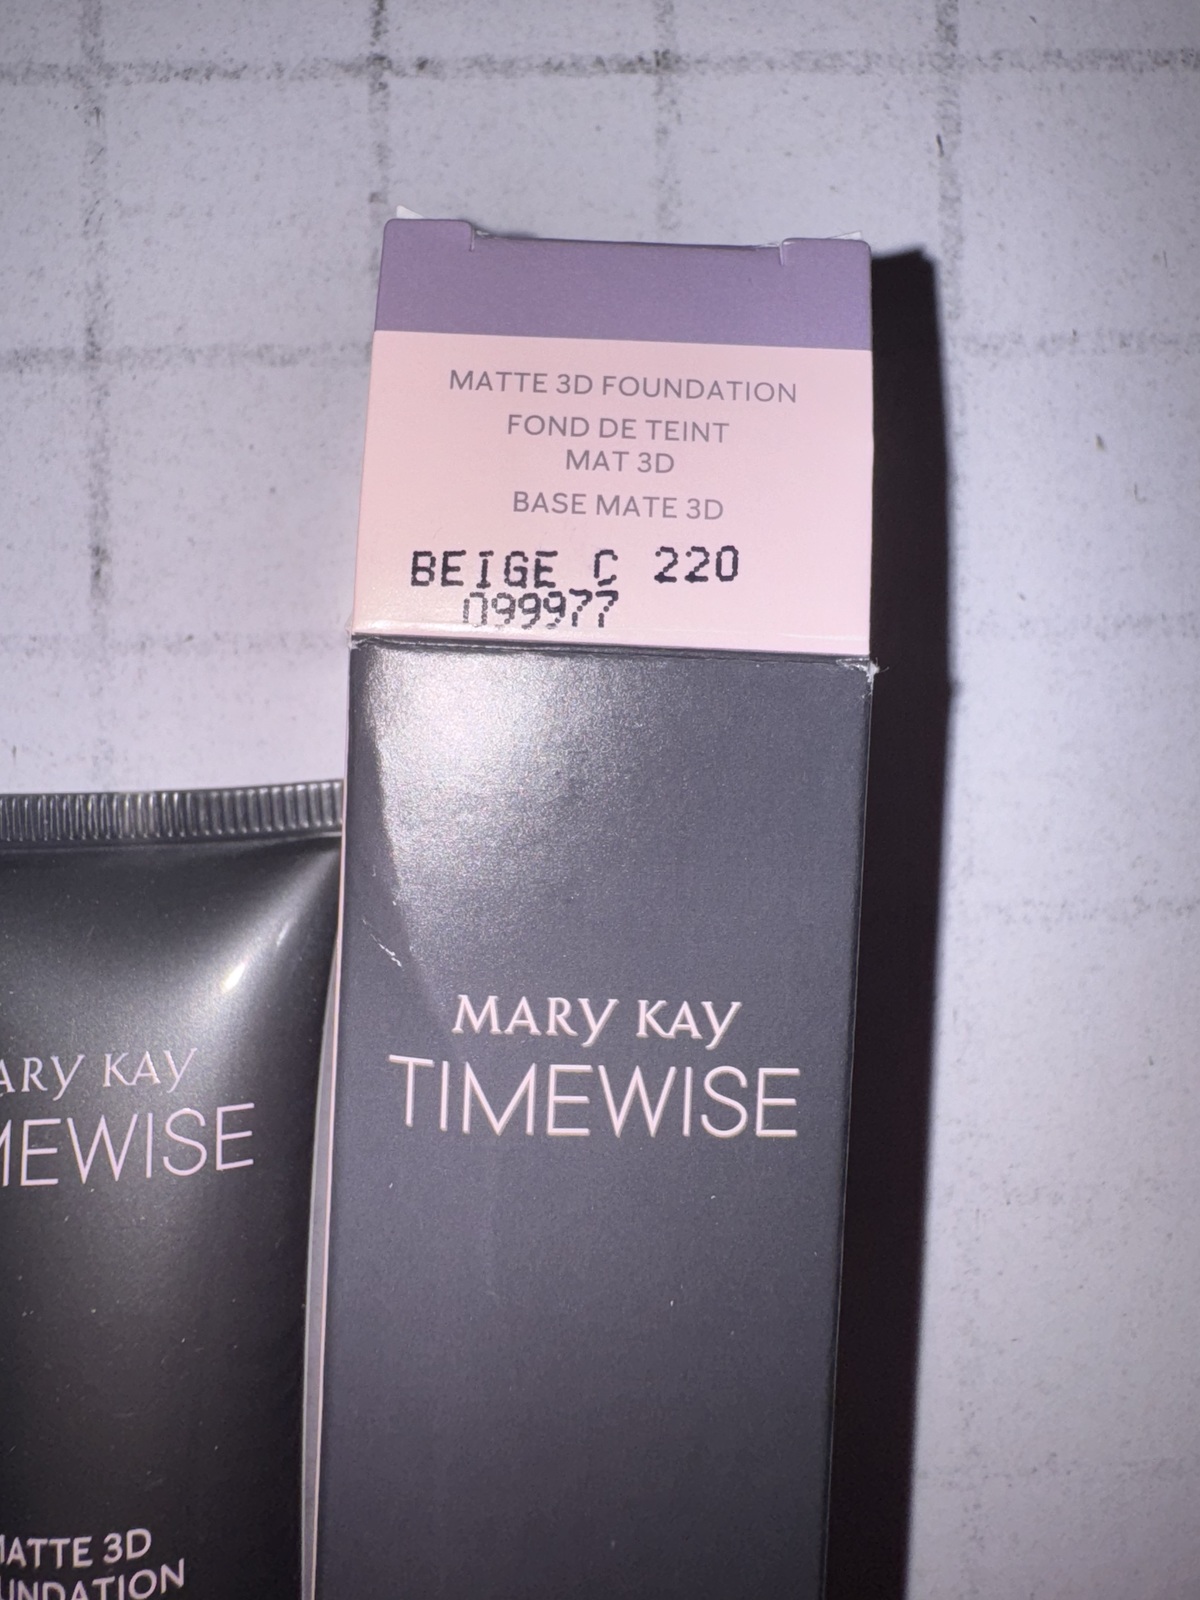 MATTE 3D FOUNDATION
FOND DE TEINT
MAT 3D
BASE MATE 3D
BEIGE C 220
099977
MARY KAY
TIMEWISE
ARY KAY
MEWISE
MATTE 3D
UNDATION